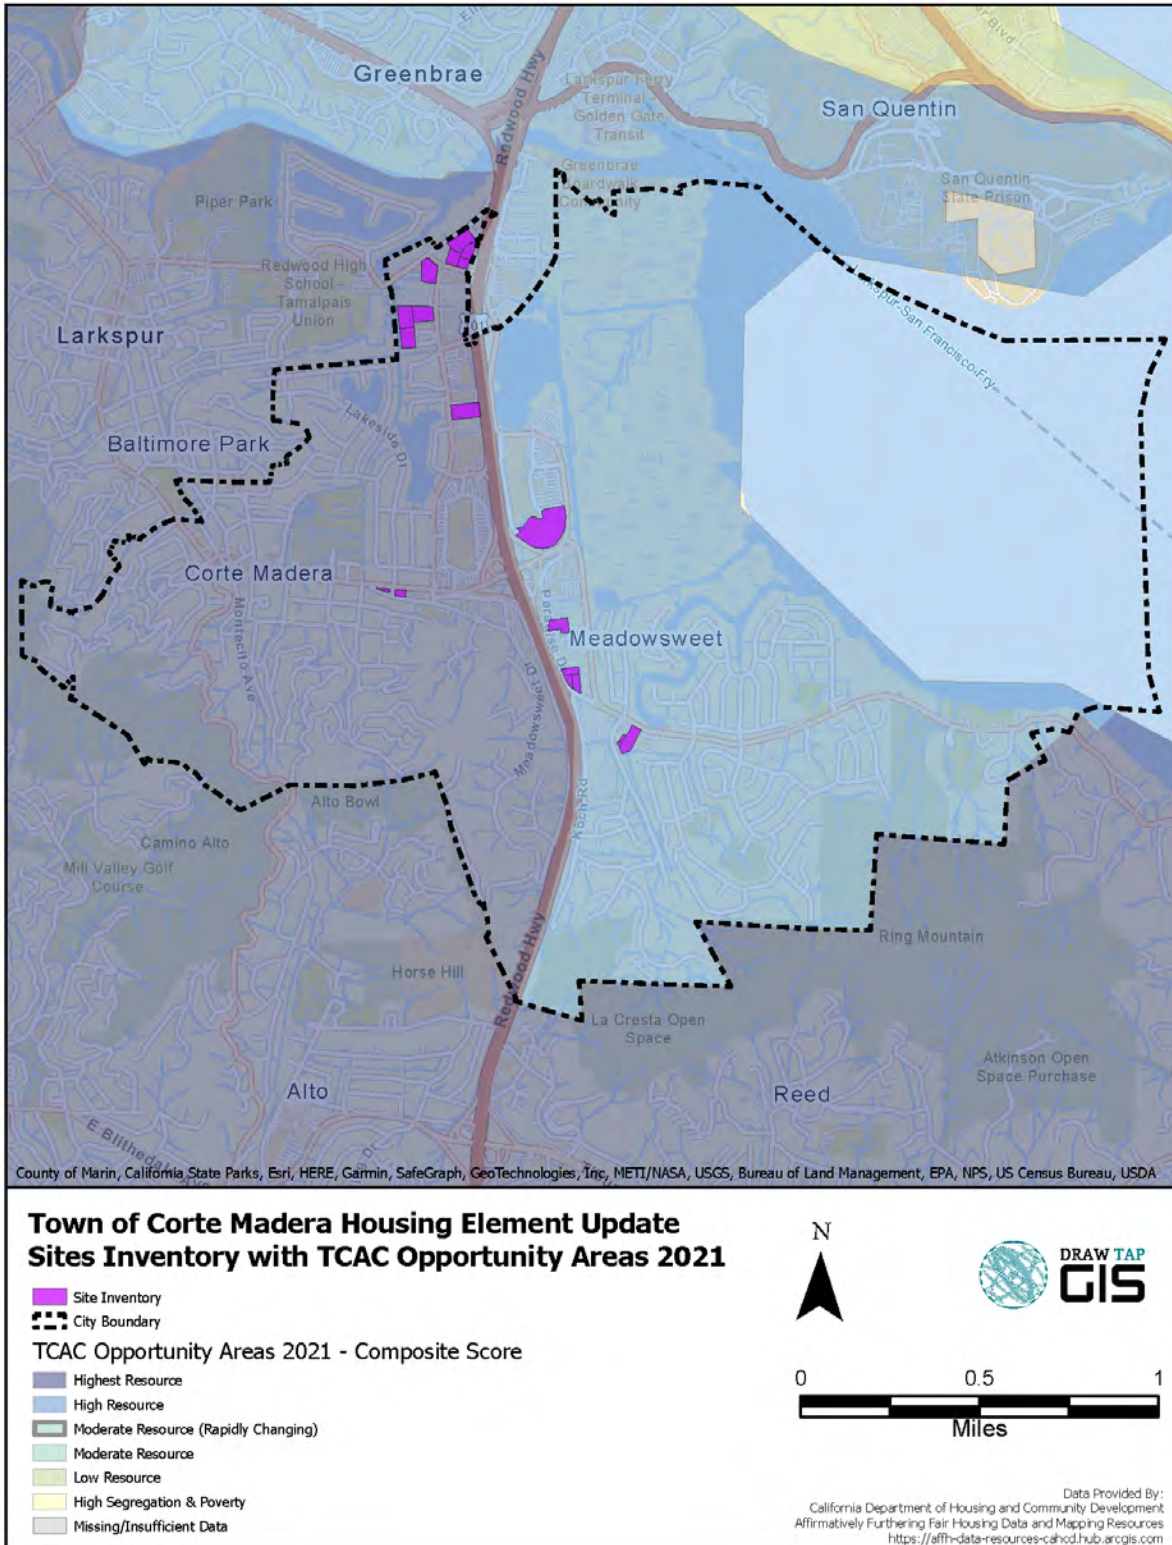 Greenbrae
Redwood Hwy
Larkspur Ferry
Terminal -
Golden Gate
Transit
San Quentin
Greenbrae
Boardwalk
Community
San Quentin
State Prison
Piper Park
Redwood High
School -
Tamalpais
Union
Larkspur
Larkspur-San Francisco Fry
Baltimore Park
Lakeside Dr
Corte Madera
Montecito Ave
Paradise Dr
Meadowsweet
Meadowsweet Dr
Koch Rd
Alto Bowl
Camino Alto
Mill Valley Golf
Course
Ring Mountain
Horse Hill
Redwood Hwy
La Cresta Open
Space
Atkinson Open
Space Purchase
Alto
Reed
E Blithedale Ave
County of Marin, California State Parks, Esri, HERE, Garmin, SafeGraph, GeoTechnologies, Inc, METI/NASA, USGS, Bureau of Land Management, EPA, NPS, US Census Bureau, USDA
Town of Corte Madera Housing Element Update
Sites Inventory with TCAC Opportunity Areas 2021
Site Inventory
City Boundary
TCAC Opportunity Areas 2021 - Composite Score
Highest Resource
High Resource
Moderate Resource (Rapidly Changing)
Moderate Resource
Low Resource
High Segregation & Poverty
Missing/Insufficient Data
N
DRAW TAP
GIS
0 0.5 1
Miles
Data Provided By:
California Department of Housing and Community Development
Affirmatively Furthering Fair Housing Data and Mapping Resources
https://affh-data-resources-cahcd.hub.arcgis.com